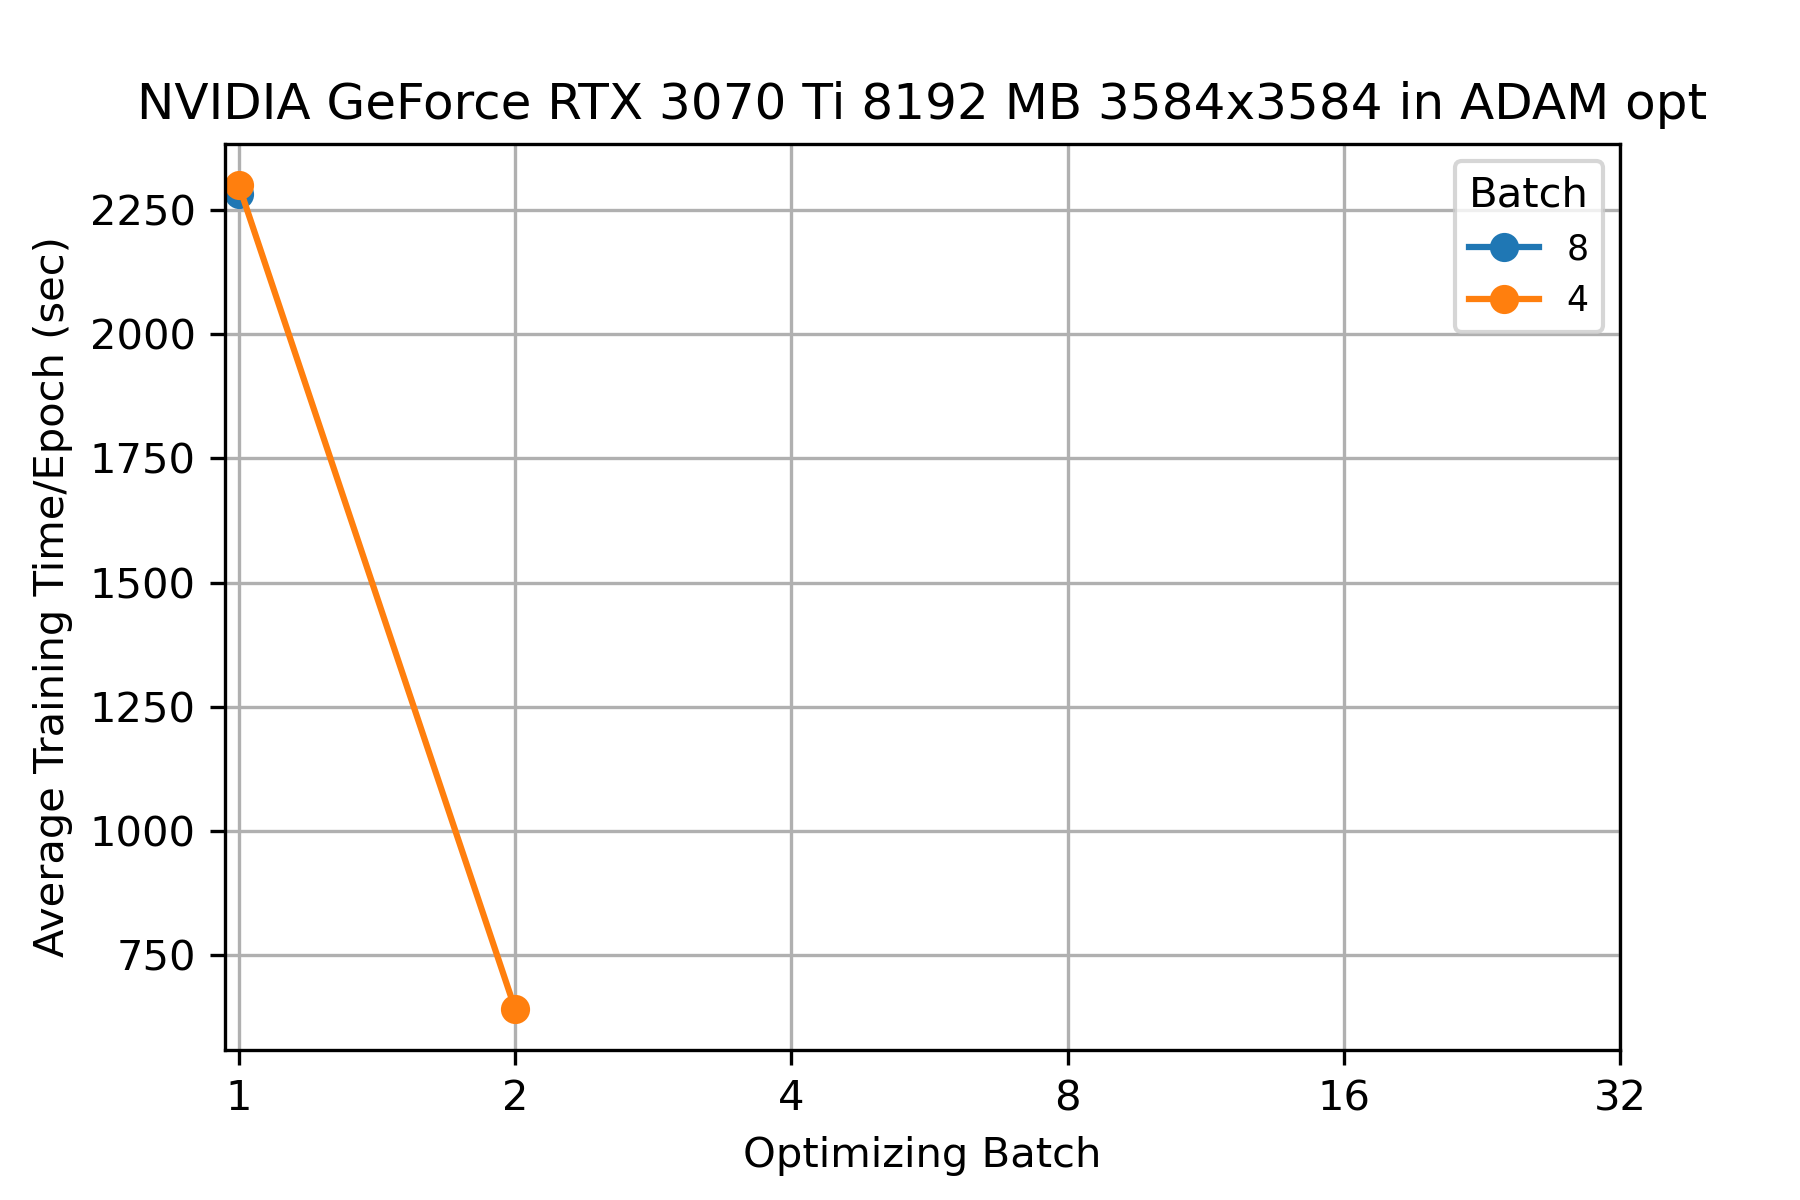 NVIDIA GeForce RTX 3070 Ti 8192 MB 3584x3584 in ADAM opt
Batch
8
4
2250
2000
1750
1500
1250
1000
750
Average Training Time/Epoch (sec)
1 2 4 8 16 32
Optimizing Batch